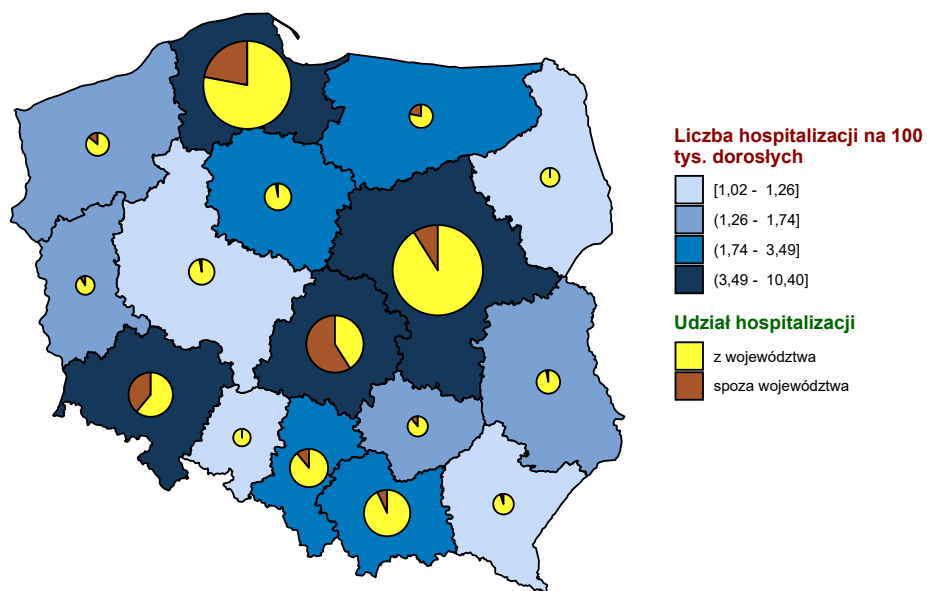 Liczba hospitalizacji na 100
tys. dorosłych
[1,02 - 1,26]
(1,26 - 1,74]
(1,74 - 3,49]
(3,49 - 10,40]
Udział hospitalizacji
z województwa
spoza województwa